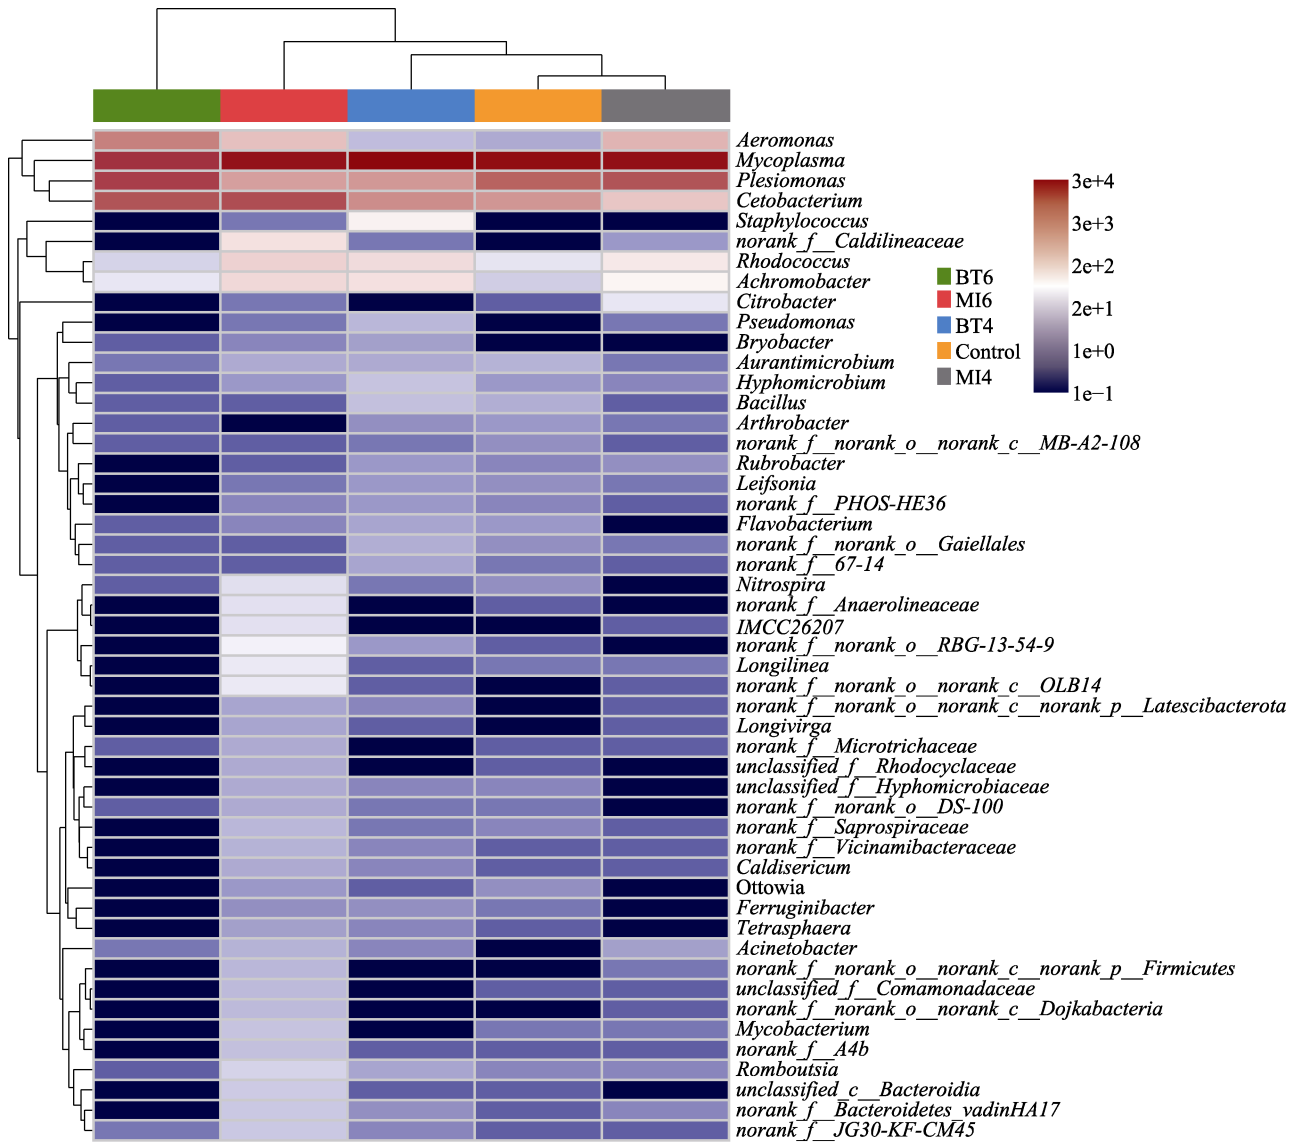 Aeromonas
Mycoplasma
Plesiomonas
Cetobacterium
Staphylococcus
norank_f__Caldilineaceae
Rhodococcus
Achromobacter
Citrobacter
Pseudomonas
Bryobacter
Aurantimicrobium
Hyphomicrobium
Bacillus
Arthrobacter
norank_f__norank_o__norank_c__MB-A2-108
Rubrobacter
Leifsonia
norank_f__PHOS-HE36
Flavobacterium
norank_f__norank_o__Gaiellales
norank_f__67-14
Nitrospira
norank_f__Anaerolineaceae
IMCC26207
norank_f__norank_o__RBG-13-54-9
Longilinea
norank_f__norank_o__norank_c__OLB14
norank_f__norank_o__norank_c__norank_p__Latescibacterota
Longivirga
norank_f__Microtrichaceae
unclassified_f__Rhodocyclaceae
unclassified_f__Hyphomicrobiaceae
norank_f__norank_o__DS-100
norank_f__Saprospiraceae
norank_f__Vicinamibacteraceae
Caldisericum
Ottowia
Ferruginibacter
Tetrasphaera
Acinetobacter
norank_f__norank_o__norank_c__norank_p__Firmicutes
unclassified_f__Comamonadaceae
norank_f__norank_o__norank_c__Dojkabacteria
Mycobacterium
norank_f__A4b
Romboutsia
unclassified_c__Bacteroidia
norank_f__Bacteroidetes_vadinHA17
norank_f__JG30-KF-CM45
BT6
MI6
BT4
Control
MI4
3e+4
3e+3
2e+2
2e+1
1e+0
1e−1